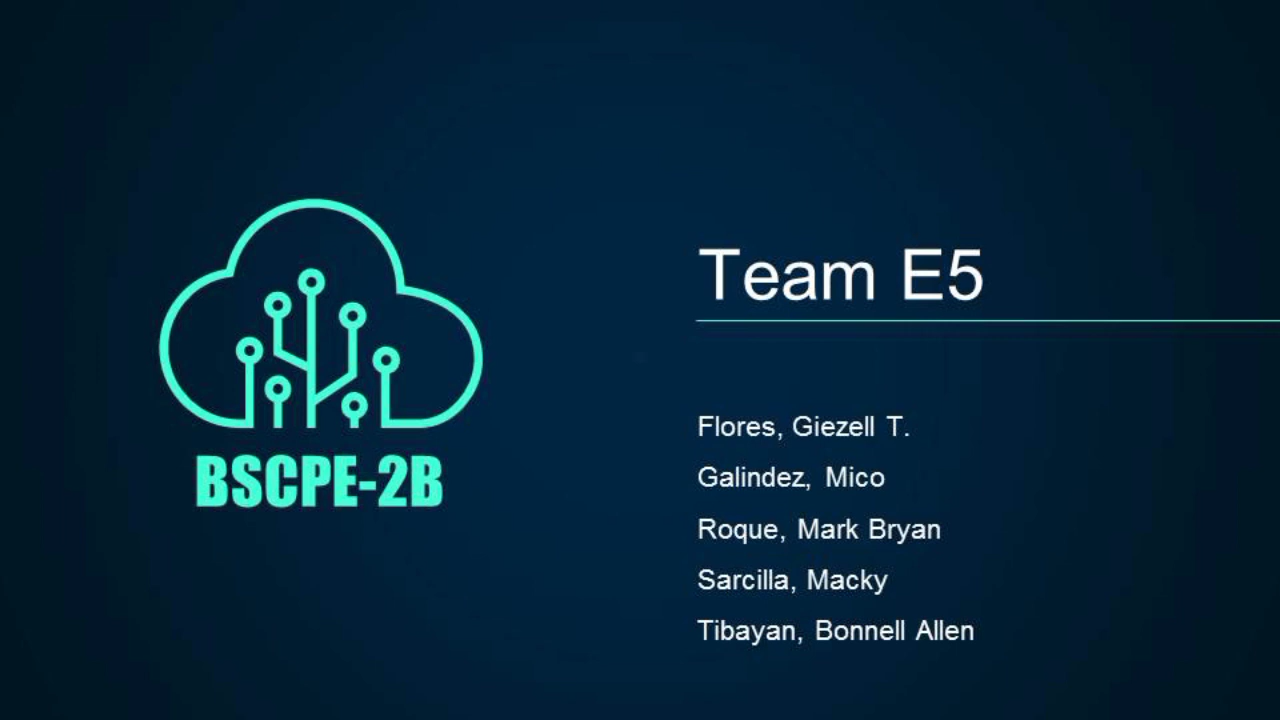 BSCPE-2B
Team E5
Flores, Giezell T.
Galindez, Mico
Roque, Mark Bryan
Sarcilla, Macky
Tibayan, Bonnell Allen